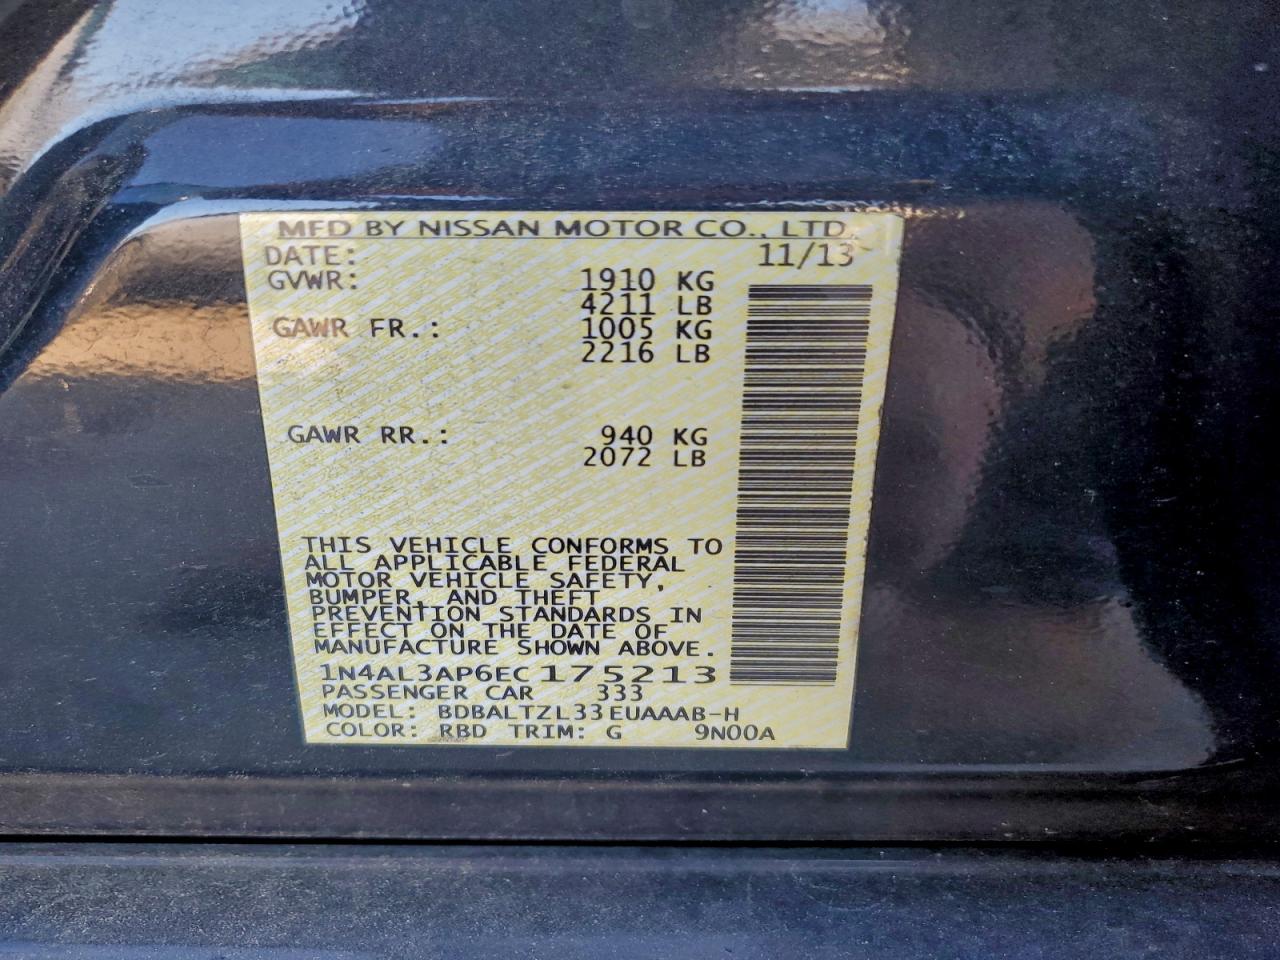 MFD BY NISSAN MOTOR CO., LTD.
DATE: 11/13
GVWR: 1910 KG
4211 LB
GAWR FR.: 1005 KG
2216 LB
GAWR RR.: 940 KG
2072 LB
THIS VEHICLE CONFORMS TO
ALL APPLICABLE FEDERAL
MOTOR VEHICLE SAFETY,
BUMPER, AND THEFT
PREVENTION STANDARDS IN
EFFECT ON THE DATE OF
MANUFACTURE SHOWN ABOVE.
1N4AL3AP6EC175213
PASSENGER CAR 333
MODEL: BDBALTZL33EUAAAB-H
COLOR: RBD TRIM: G 9N00A